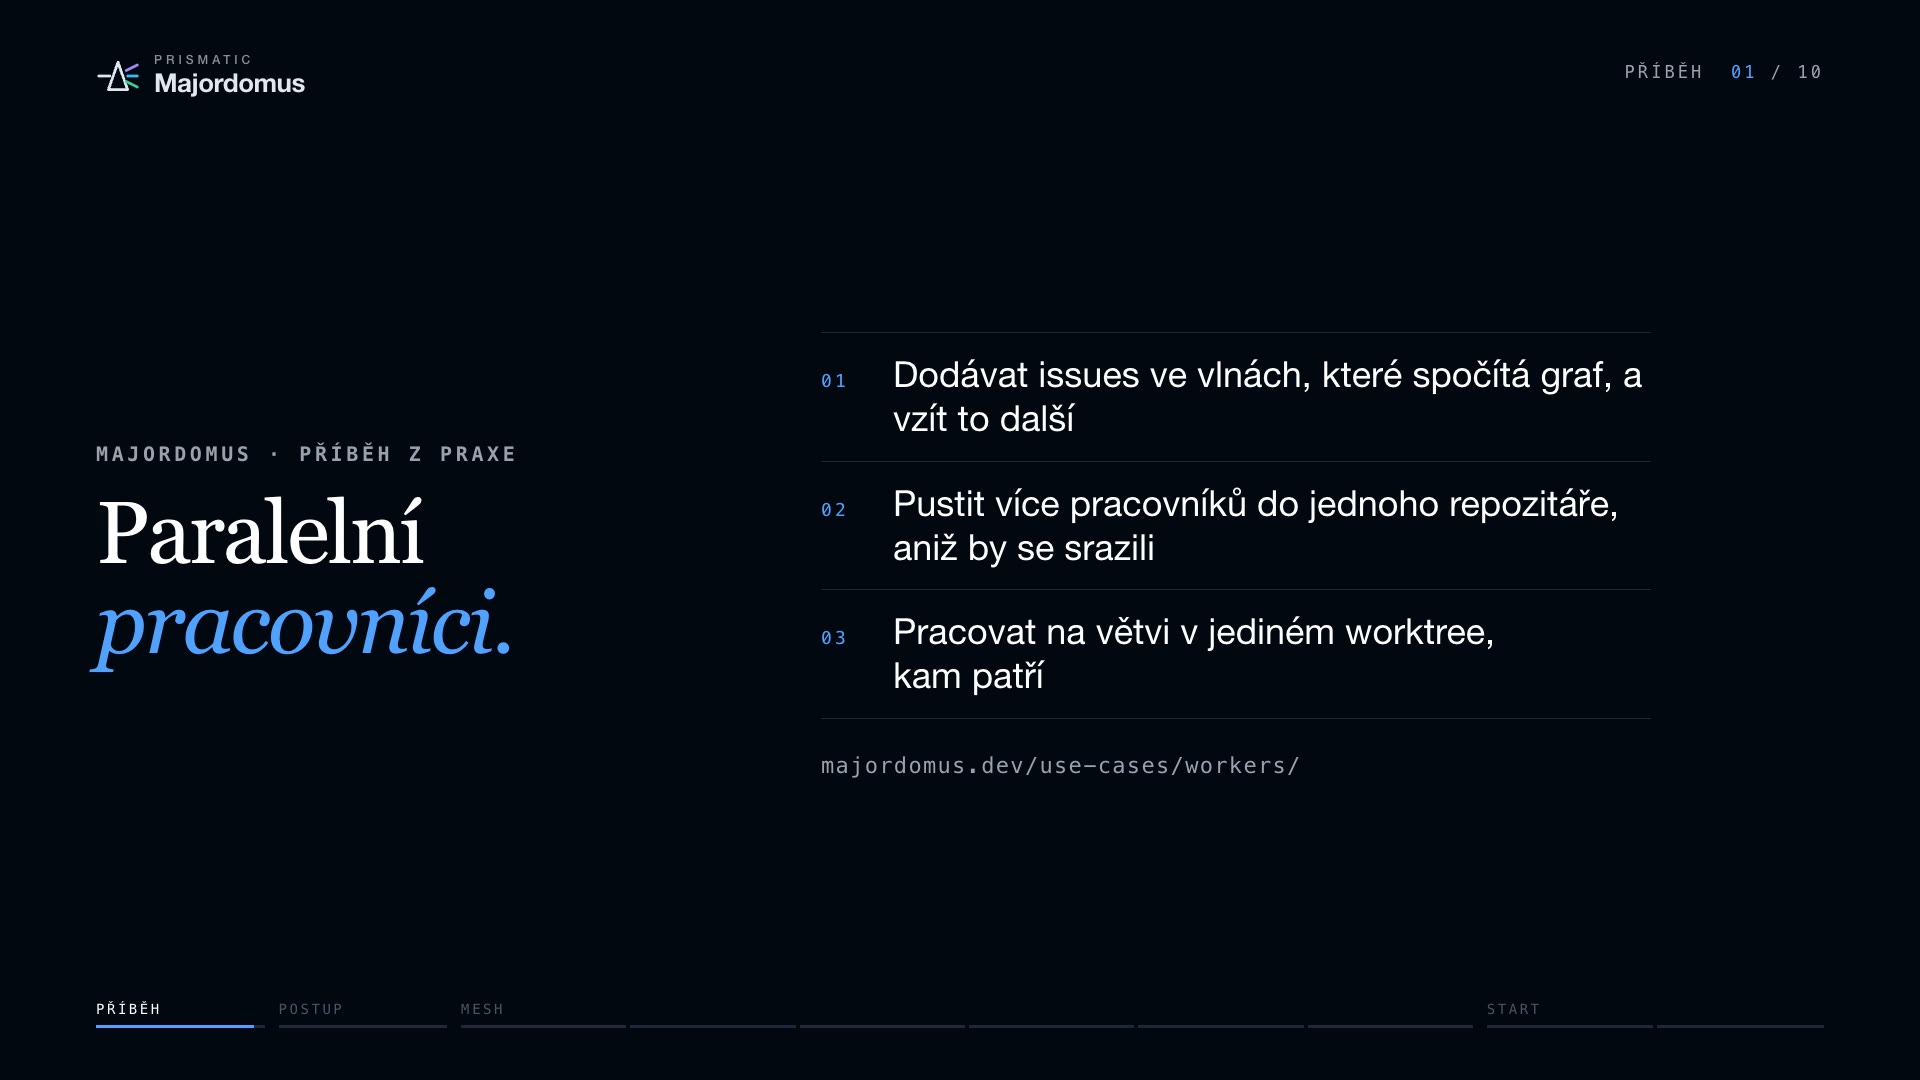 PRISMATIC
Majordomus
PŘÍBĚH 01 / 10
MAJORDOMUS · PŘÍBĚH Z PRAXE
Paralelní
pracovníci.
01 Dodávat issues ve vlnách, které spočítá graf, a
vzít to další
02 Pustit více pracovníků do jednoho repozitáře,
aniž by se srazili
03 Pracovat na větvi v jediném worktree,
kam patří
majordomus.dev/use-cases/workers/
PŘÍBĚH POSTUP MESH START